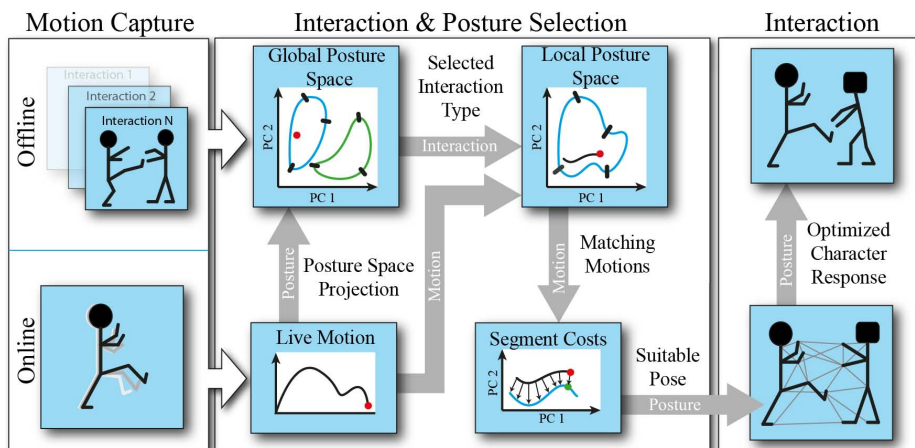 Motion Capture
Interaction & Posture Selection
Interaction
Offline
Interaction 1
Interaction 2
Interaction N
Global Posture
Space
PC 2
PC 1
Selected
Interaction
Type
Interaction
Local Posture
Space
PC 2
PC 1
Posture
Posture Space
Projection
Motion
Motion
Matching
Motions
Posture
Optimized
Character
Response
Online
Live Motion
Segment Costs
PC 2
PC 1
Suitable
Pose
Posture